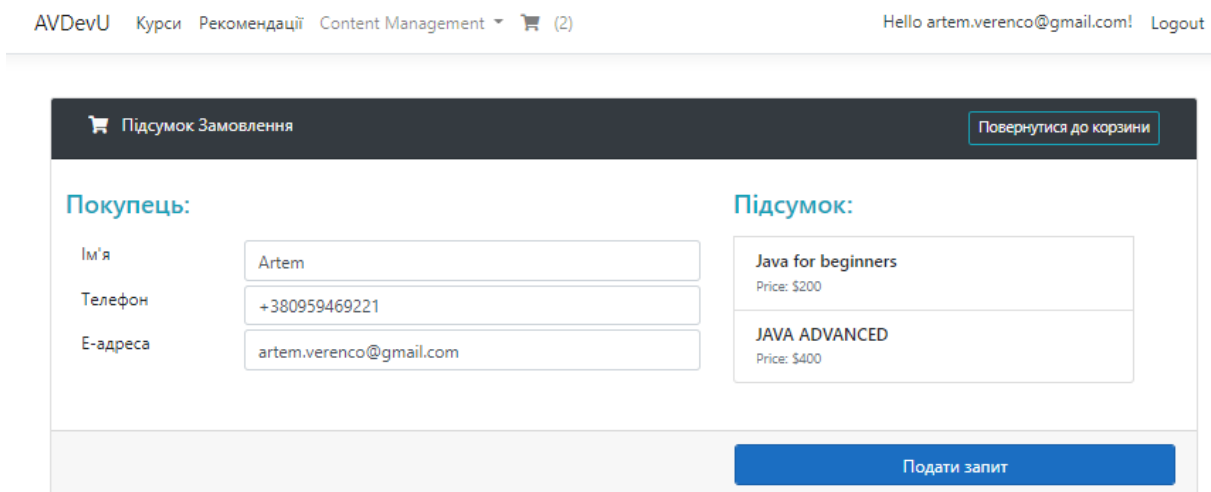 AVDevU Курси Рекомендації Content Management (2) Hello artem.verenco@gmail.com! Logout
Підсумок Замовлення Повернутися до корзини
Покупець:
Ім'я Artem
Телефон +380959469221
Е-адреса artem.verenco@gmail.com
Підсумок:
Java for beginners
Price: $200
JAVA ADVANCED
Price: $400
Подати запит